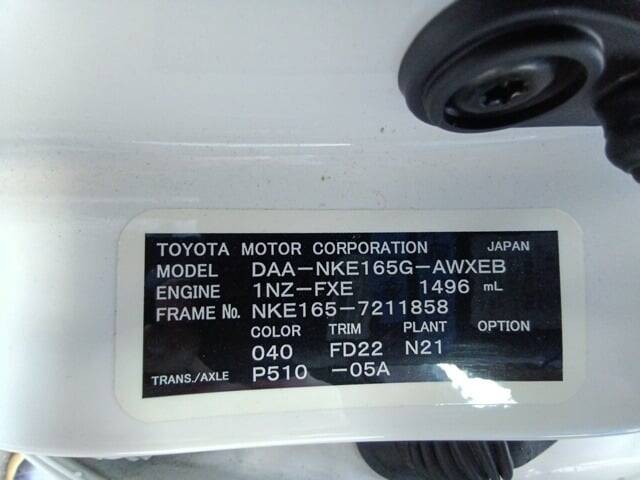 TOYOTA MOTOR CORPORATION JAPAN
MODEL DAA-NKE165G-AWXEB
ENGINE 1NZ-FXE 1496 mL
FRAME No. NKE165-7211858
COLOR TRIM PLANT OPTION
040 FD22 N21
TRANS./AXLE P510 -05A